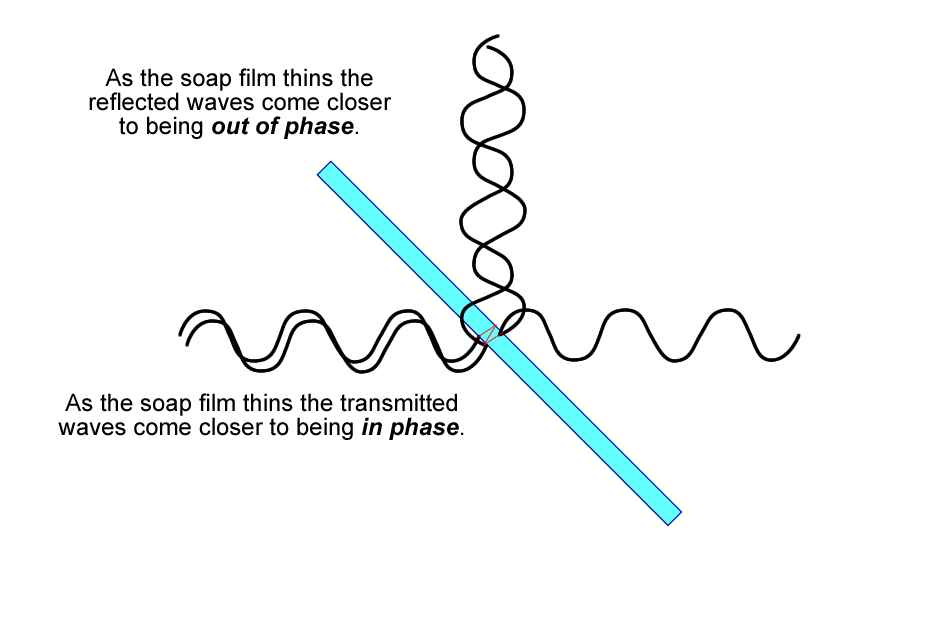 As the soap film thins the
reflected waves come closer
to being out of phase.
As the soap film thins the transmitted
waves come closer to being in phase.